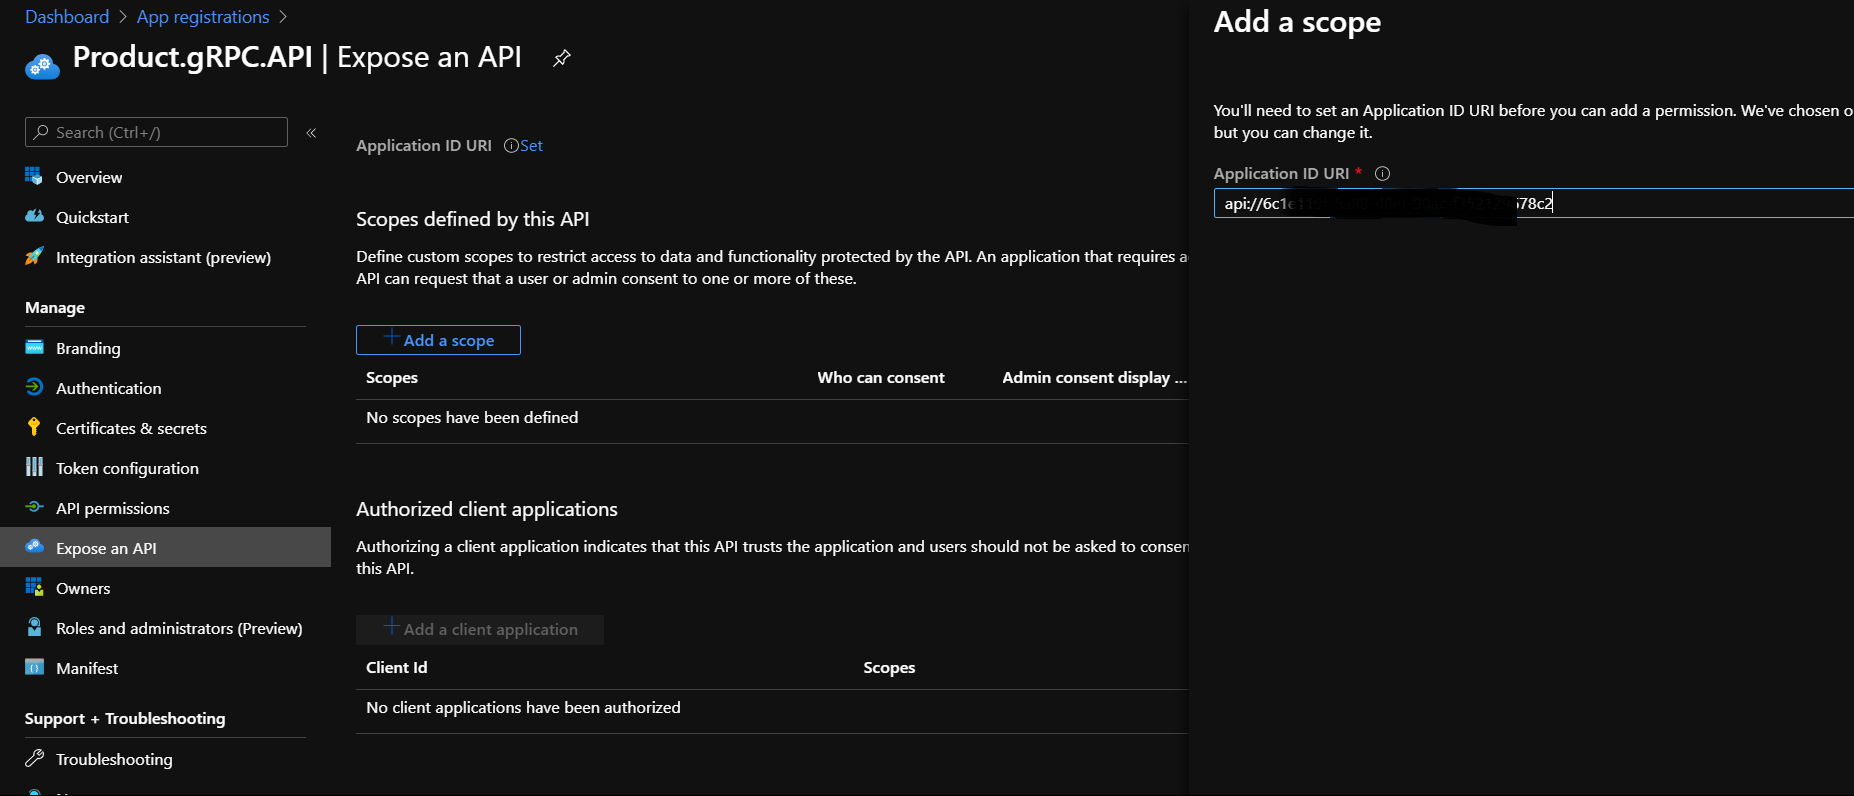 Dashboard > App registrations >
Product.gRPC.API | Expose an API
Search (Ctrl+/)
«
Overview
Quickstart
Integration assistant (preview)
Manage
Branding
Authentication
Certificates & secrets
Token configuration
API permissions
Expose an API
Owners
Roles and administrators (Preview)
Manifest
Support + Troubleshooting
Troubleshooting
Application ID URI Set
Scopes defined by this API
Define custom scopes to restrict access to data and functionality protected by the API. An application that requires a
API can request that a user or admin consent to one or more of these.
+ Add a scope
Scopes Who can consent Admin consent display ...
No scopes have been defined
Authorized client applications
Authorizing a client application indicates that this API trusts the application and users should not be asked to consen
this API.
+ Add a client application
Client Id Scopes
No client applications have been authorized
Add a scope
You'll need to set an Application ID URI before you can add a permission. We've chosen o
but you can change it.
Application ID URI *
api://6c1e 678c2